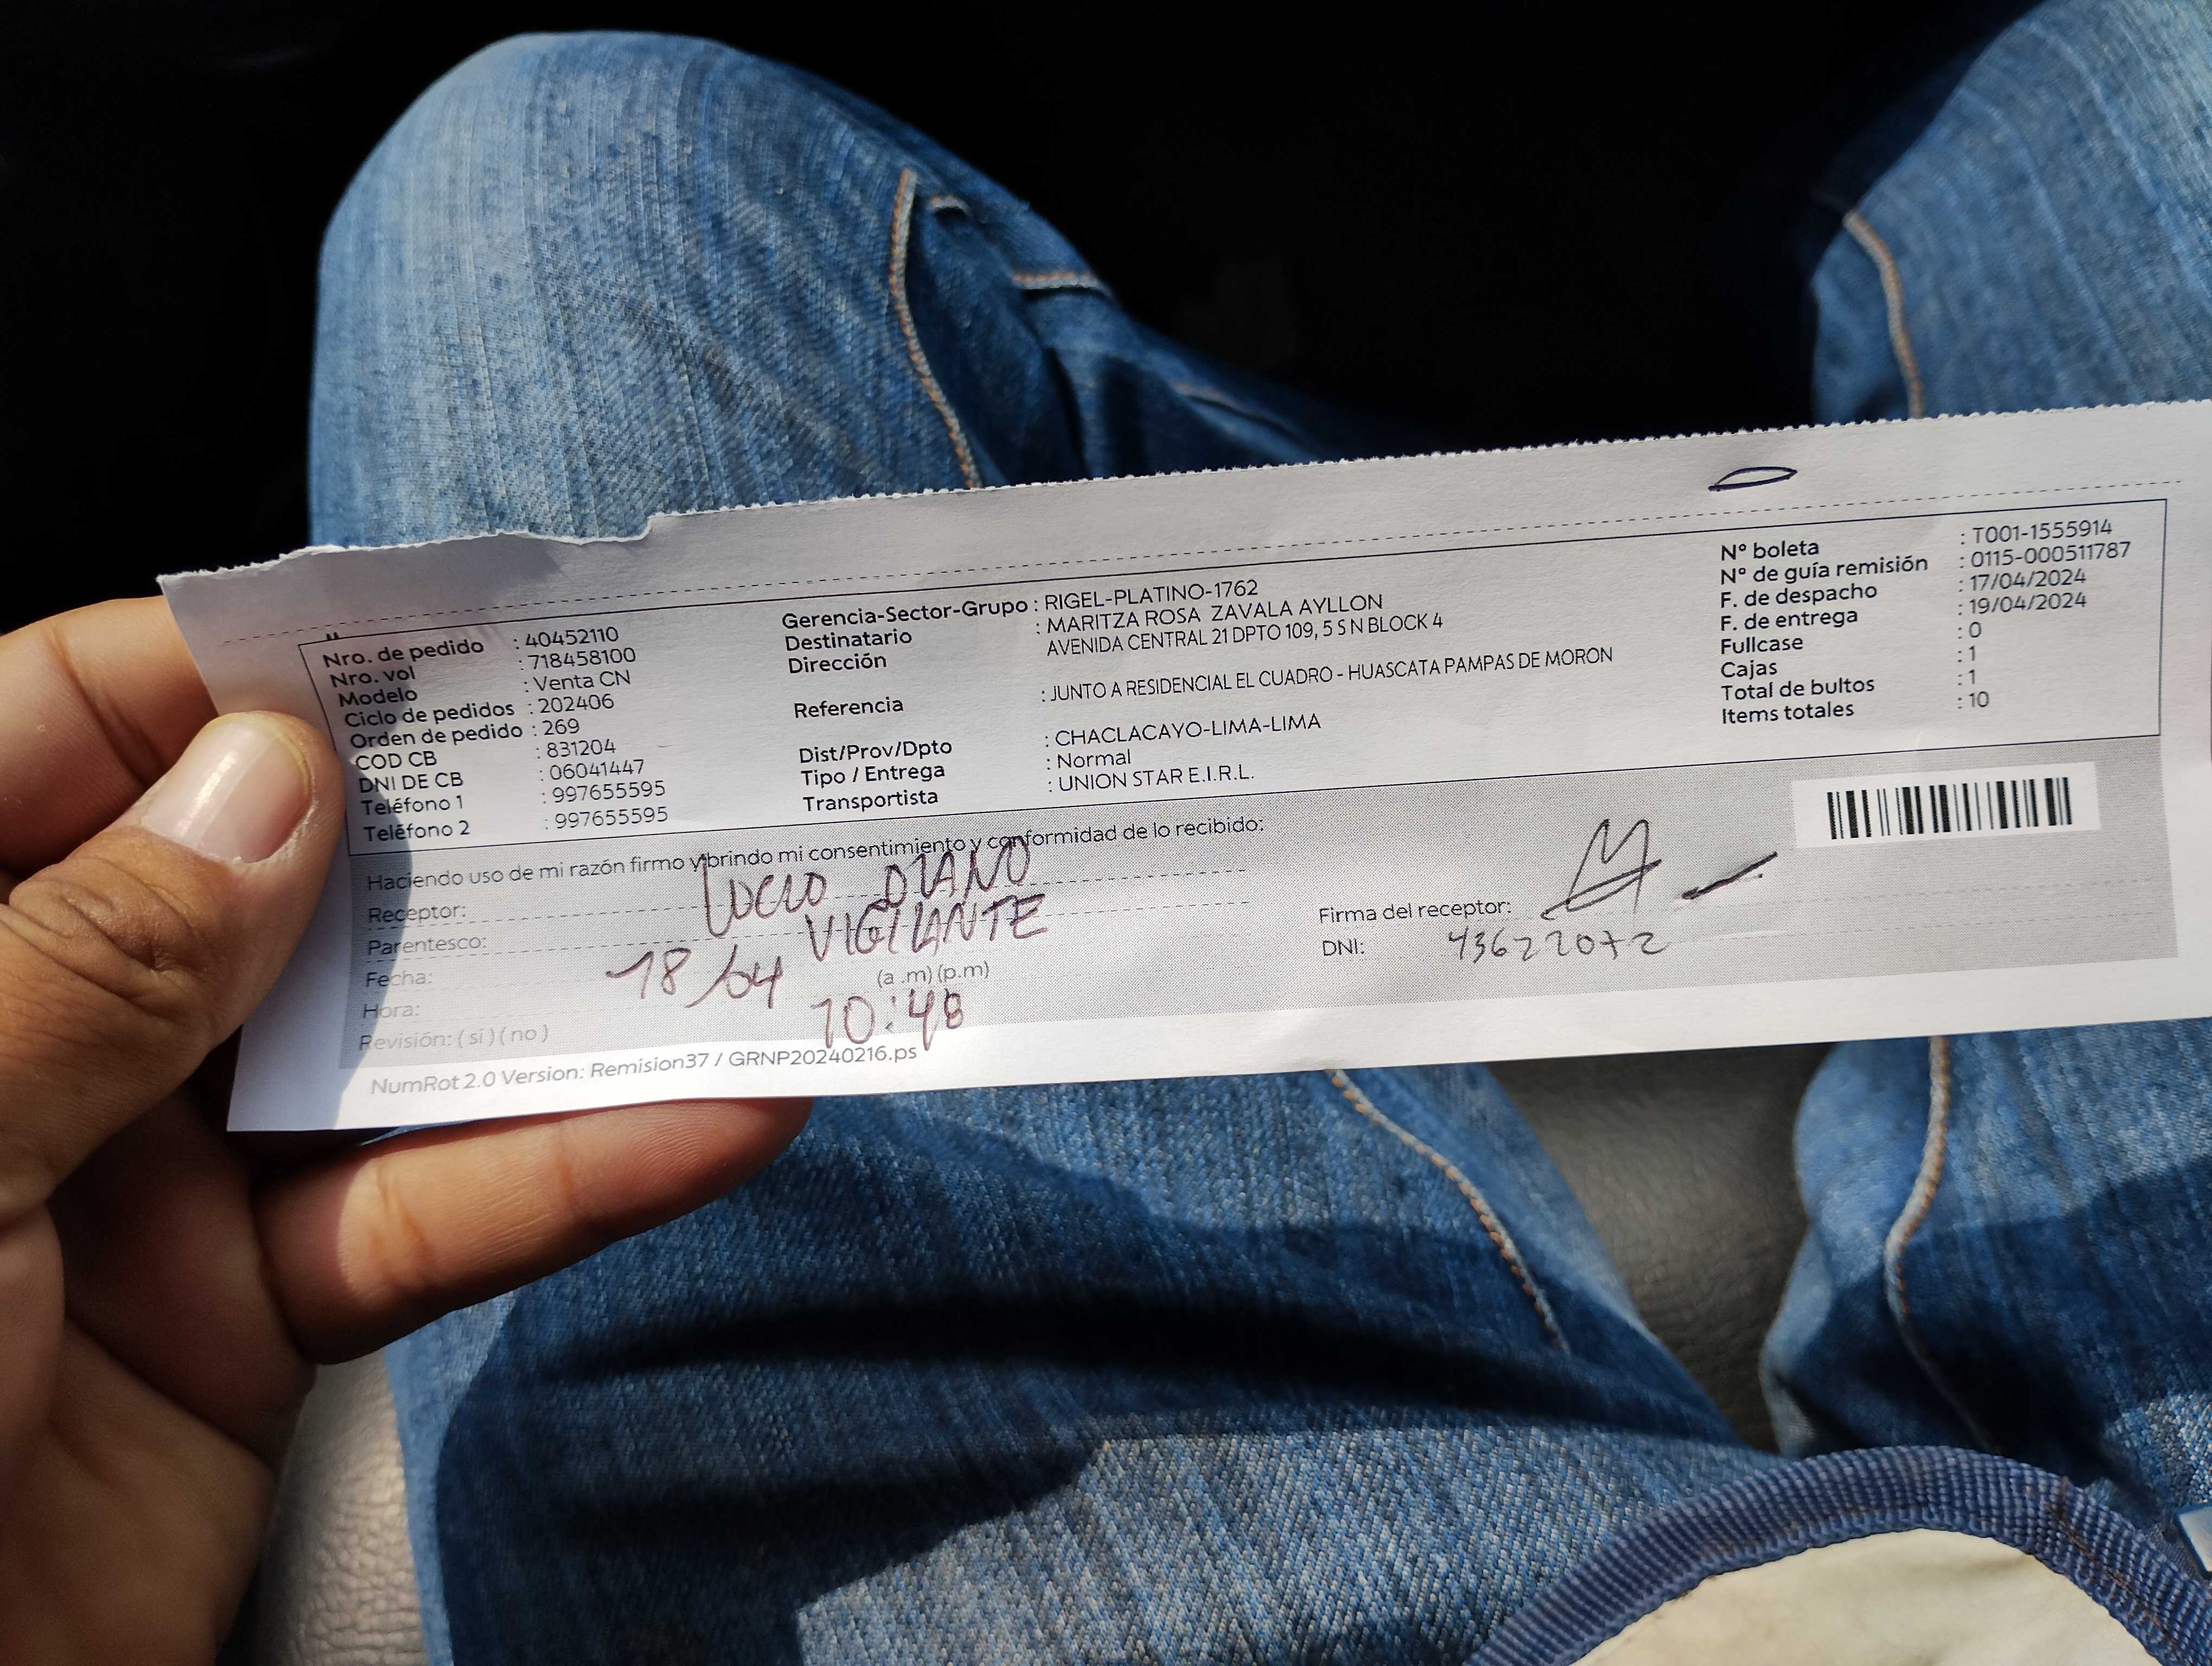 Nro. de pedido : 40452110
Nro. vol : 718458100
Modelo : Venta CN
Ciclo de pedidos : 202406
Orden de pedido : 269
COD CB : 831204
DNI DE CB : 06041447
Teléfono 1 : 997655595
Teléfono 2 : 997655595
Gerencia-Sector-Grupo : RIGEL-PLATINO-1762
Destinatario : MARITZA ROSA ZAVALA AYLLON
Dirección AVENIDA CENTRAL 21 DPTO 109, 5 S N BLOCK 4
Referencia : JUNTO A RESIDENCIAL EL CUADRO - HUASCATA PAMPAS DE MORON
Dist/Prov/Dpto : CHACLACAYO-LIMA-LIMA
Tipo / Entrega : Normal
Transportista : UNION STAR E.I.R.L.
Nº boleta : T001-1555914
Nº de guía remisión : 0115-000511787
F. de despacho : 17/04/2024
F. de entrega : 19/04/2024
Fullcase : 0
Cajas : 1
Total de bultos : 1
Items totales : 10
Haciendo uso de mi razón firmo y brindo mi consentimiento y conformidad de lo recibido:
Receptor: LUCIO
Parentesco: VIGILANTE
Fecha: 18/04
(a .m) (p.m)
Hora: 10:48
Revisión: ( sí ) ( no )
Firma del receptor:
DNI: 43622072
NumRot 2.0 Version: Remision37 / GRNP20240216.ps